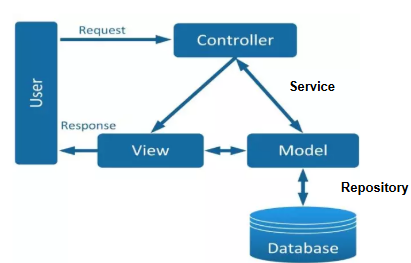 Request
Controller
User
Service
Response
View
Model
Repository
Database